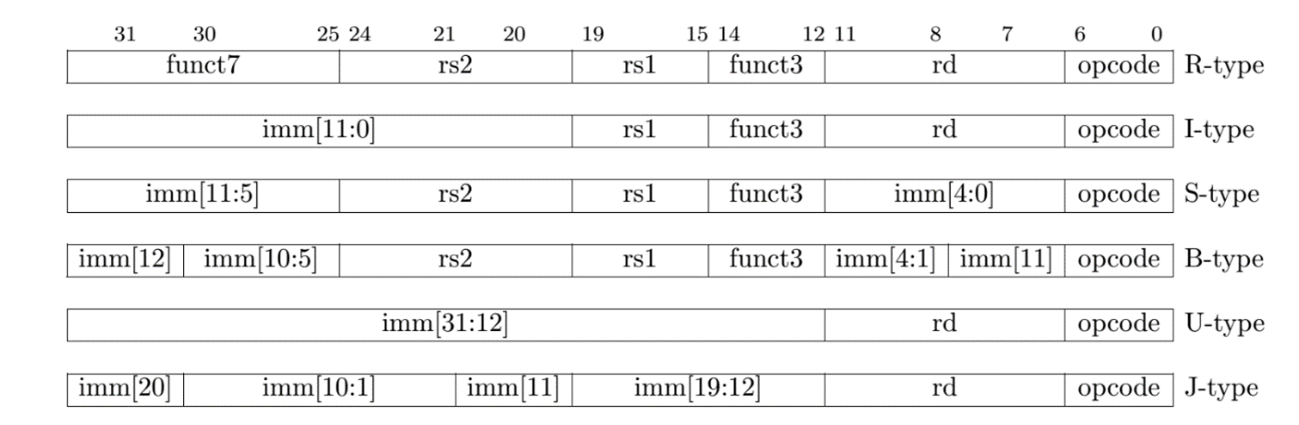 31 30 25 24 21 20 19 15 14 12 11 8 7 6 0
funct7 rs2 rs1 funct3 rd opcode R-type
imm[11:0] rs1 funct3 rd opcode I-type
imm[11:5] rs2 rs1 funct3 imm[4:0] opcode S-type
imm[12] imm[10:5] rs2 rs1 funct3 imm[4:1] imm[11] opcode B-type
imm[31:12] rd opcode U-type
imm[20] imm[10:1] imm[11] imm[19:12] rd opcode J-type